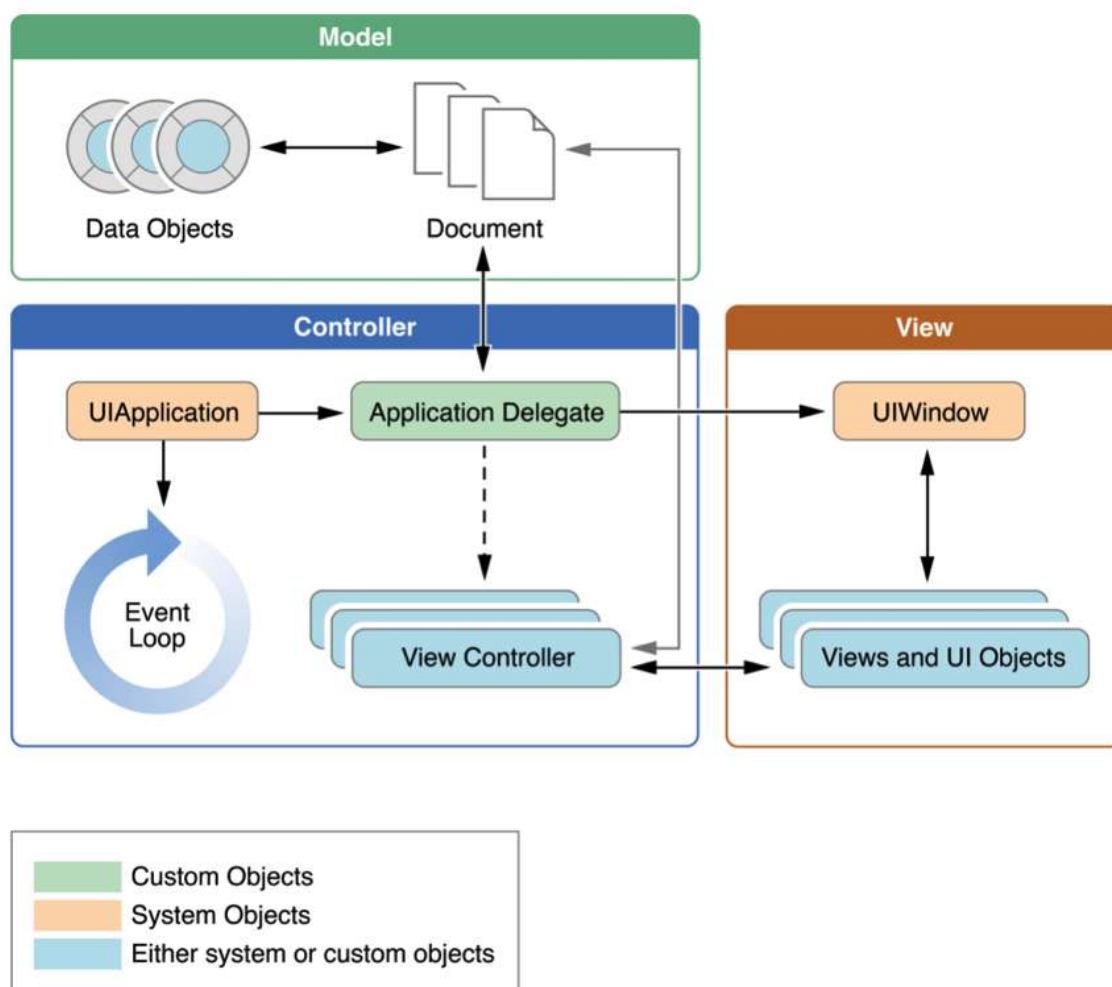 Model
Data Objects
Document
Controller
View
UIApplication
Application Delegate
UIWindow
Event
Loop
View Controller
Views and UI Objects
Custom Objects
System Objects
Either system or custom objects